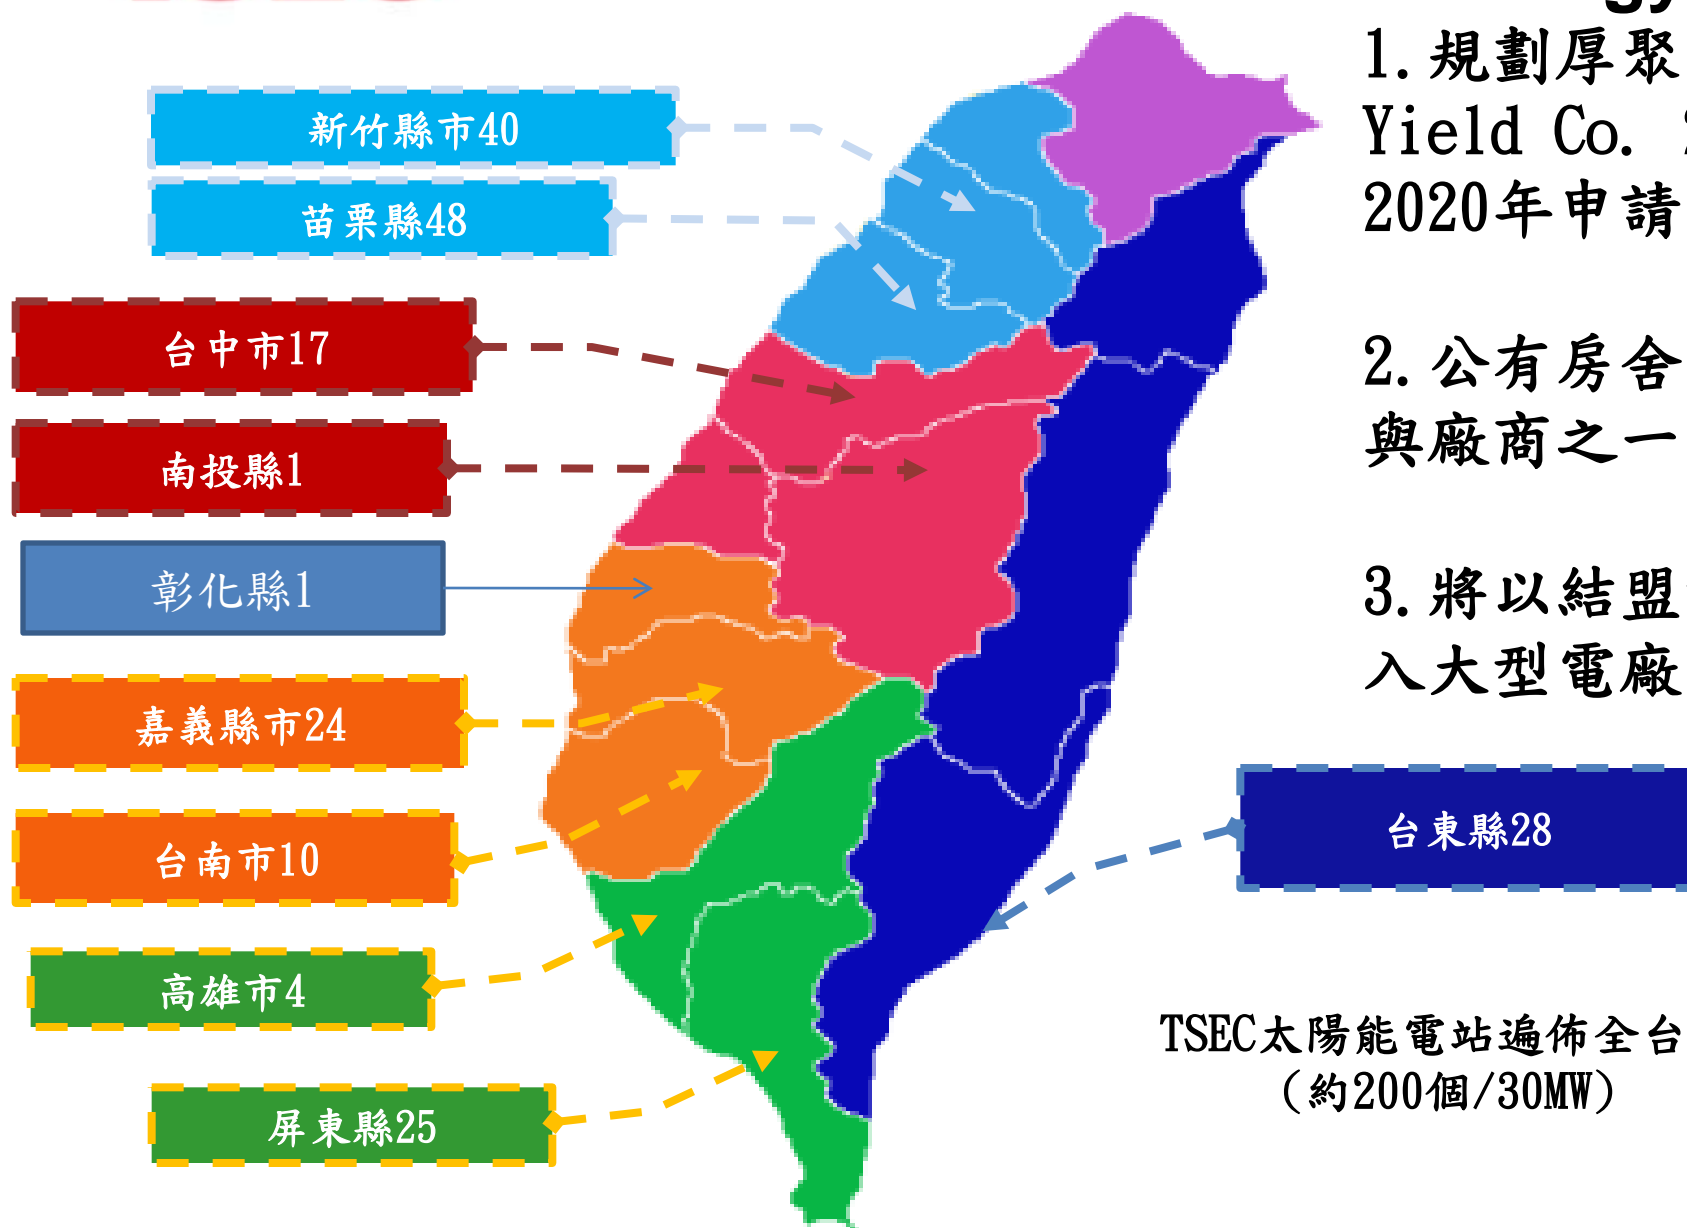 新竹縣市40
苗栗縣48
台中市17
南投縣1
彰化縣1
嘉義縣市24
台南市10
高雄市4
屏東縣25
gy
1.規劃厚聚
Yield Co.
2020年申請
2.公有房舍
與廠商之一
3.將以結盟
入大型電廠
台東縣28
TSEC太陽能電站遍佈全台
(約200個/30MW)